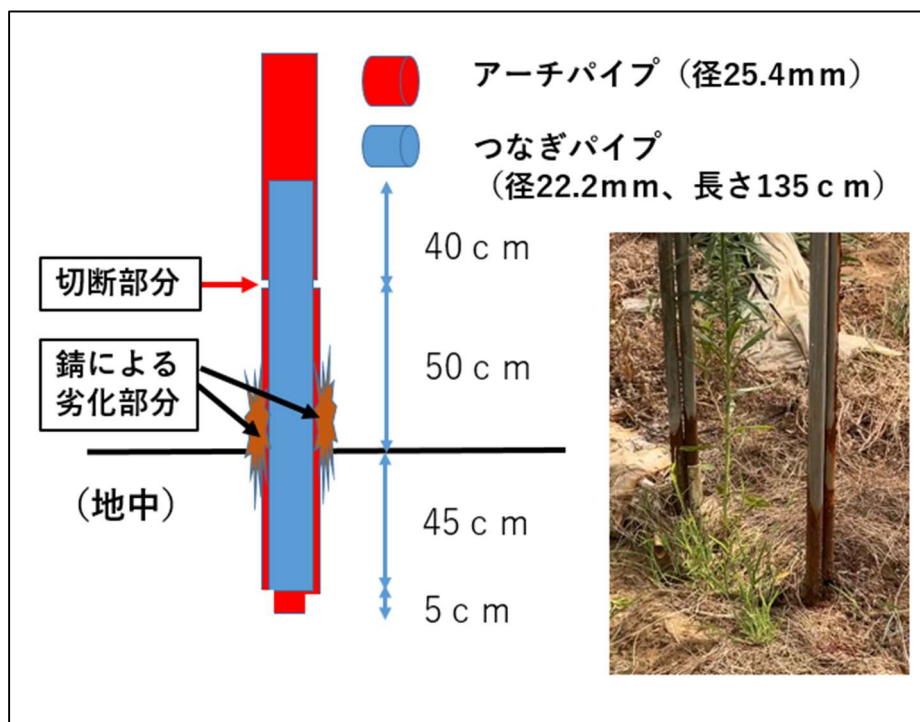 アーチパイプ（径25.4mm）
つなぎパイプ
（径22.2mm、長さ135ｃｍ）
40ｃｍ
切断部分
50ｃｍ
錆による
劣化部分
（地中）
45ｃｍ
5ｃｍ